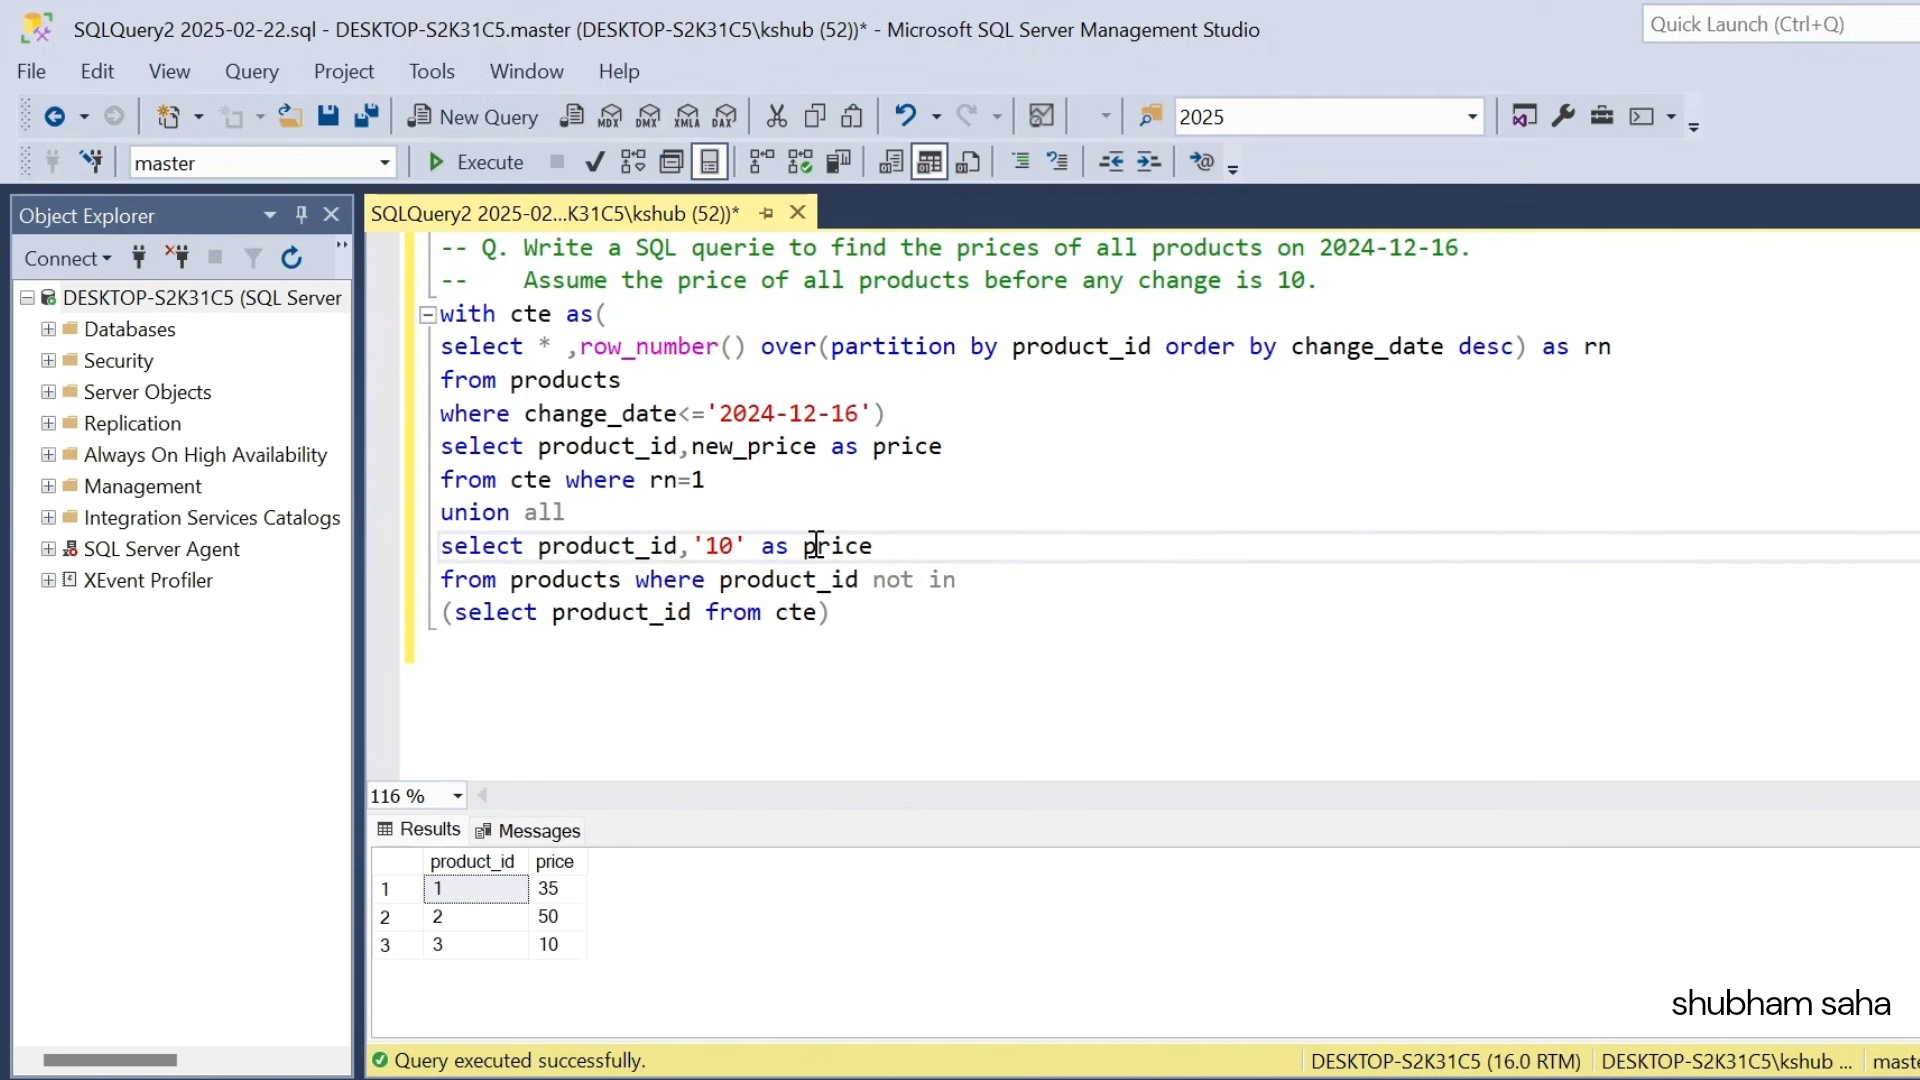 SQLQuery2 2025-02-22.sql - DESKTOP-S2K31C5.master (DESKTOP-S2K31C5\kshub (52))* - Microsoft SQL Server Management Studio
Quick Launch (Ctrl+Q)
File Edit View Query Project Tools Window Help
New Query MDX DMX XMLA DAX 2025
master Execute
Object Explorer
SQLQuery2 2025-02...K31C5\kshub (52))*
Connect
DESKTOP-S2K31C5 (SQL Server
Databases
Security
Server Objects
Replication
Always On High Availability
Management
Integration Services Catalogs
SQL Server Agent
XEvent Profiler
-- Q. Write a SQL querie to find the prices of all products on 2024-12-16.
-- Assume the price of all products before any change is 10.
with cte as(
select * ,row_number() over(partition by product_id order by change_date desc) as rn
from products
where change_date<='2024-12-16')
select product_id,new_price as price
from cte where rn=1
union all
select product_id,'10' as price
from products where product_id not in
(select product_id from cte)
116 %
Results Messages
product_id price
1 1 35
2 2 50
3 3 10
shubham saha
Query executed successfully.
DESKTOP-S2K31C5 (16.0 RTM) DESKTOP-S2K31C5\kshub ...